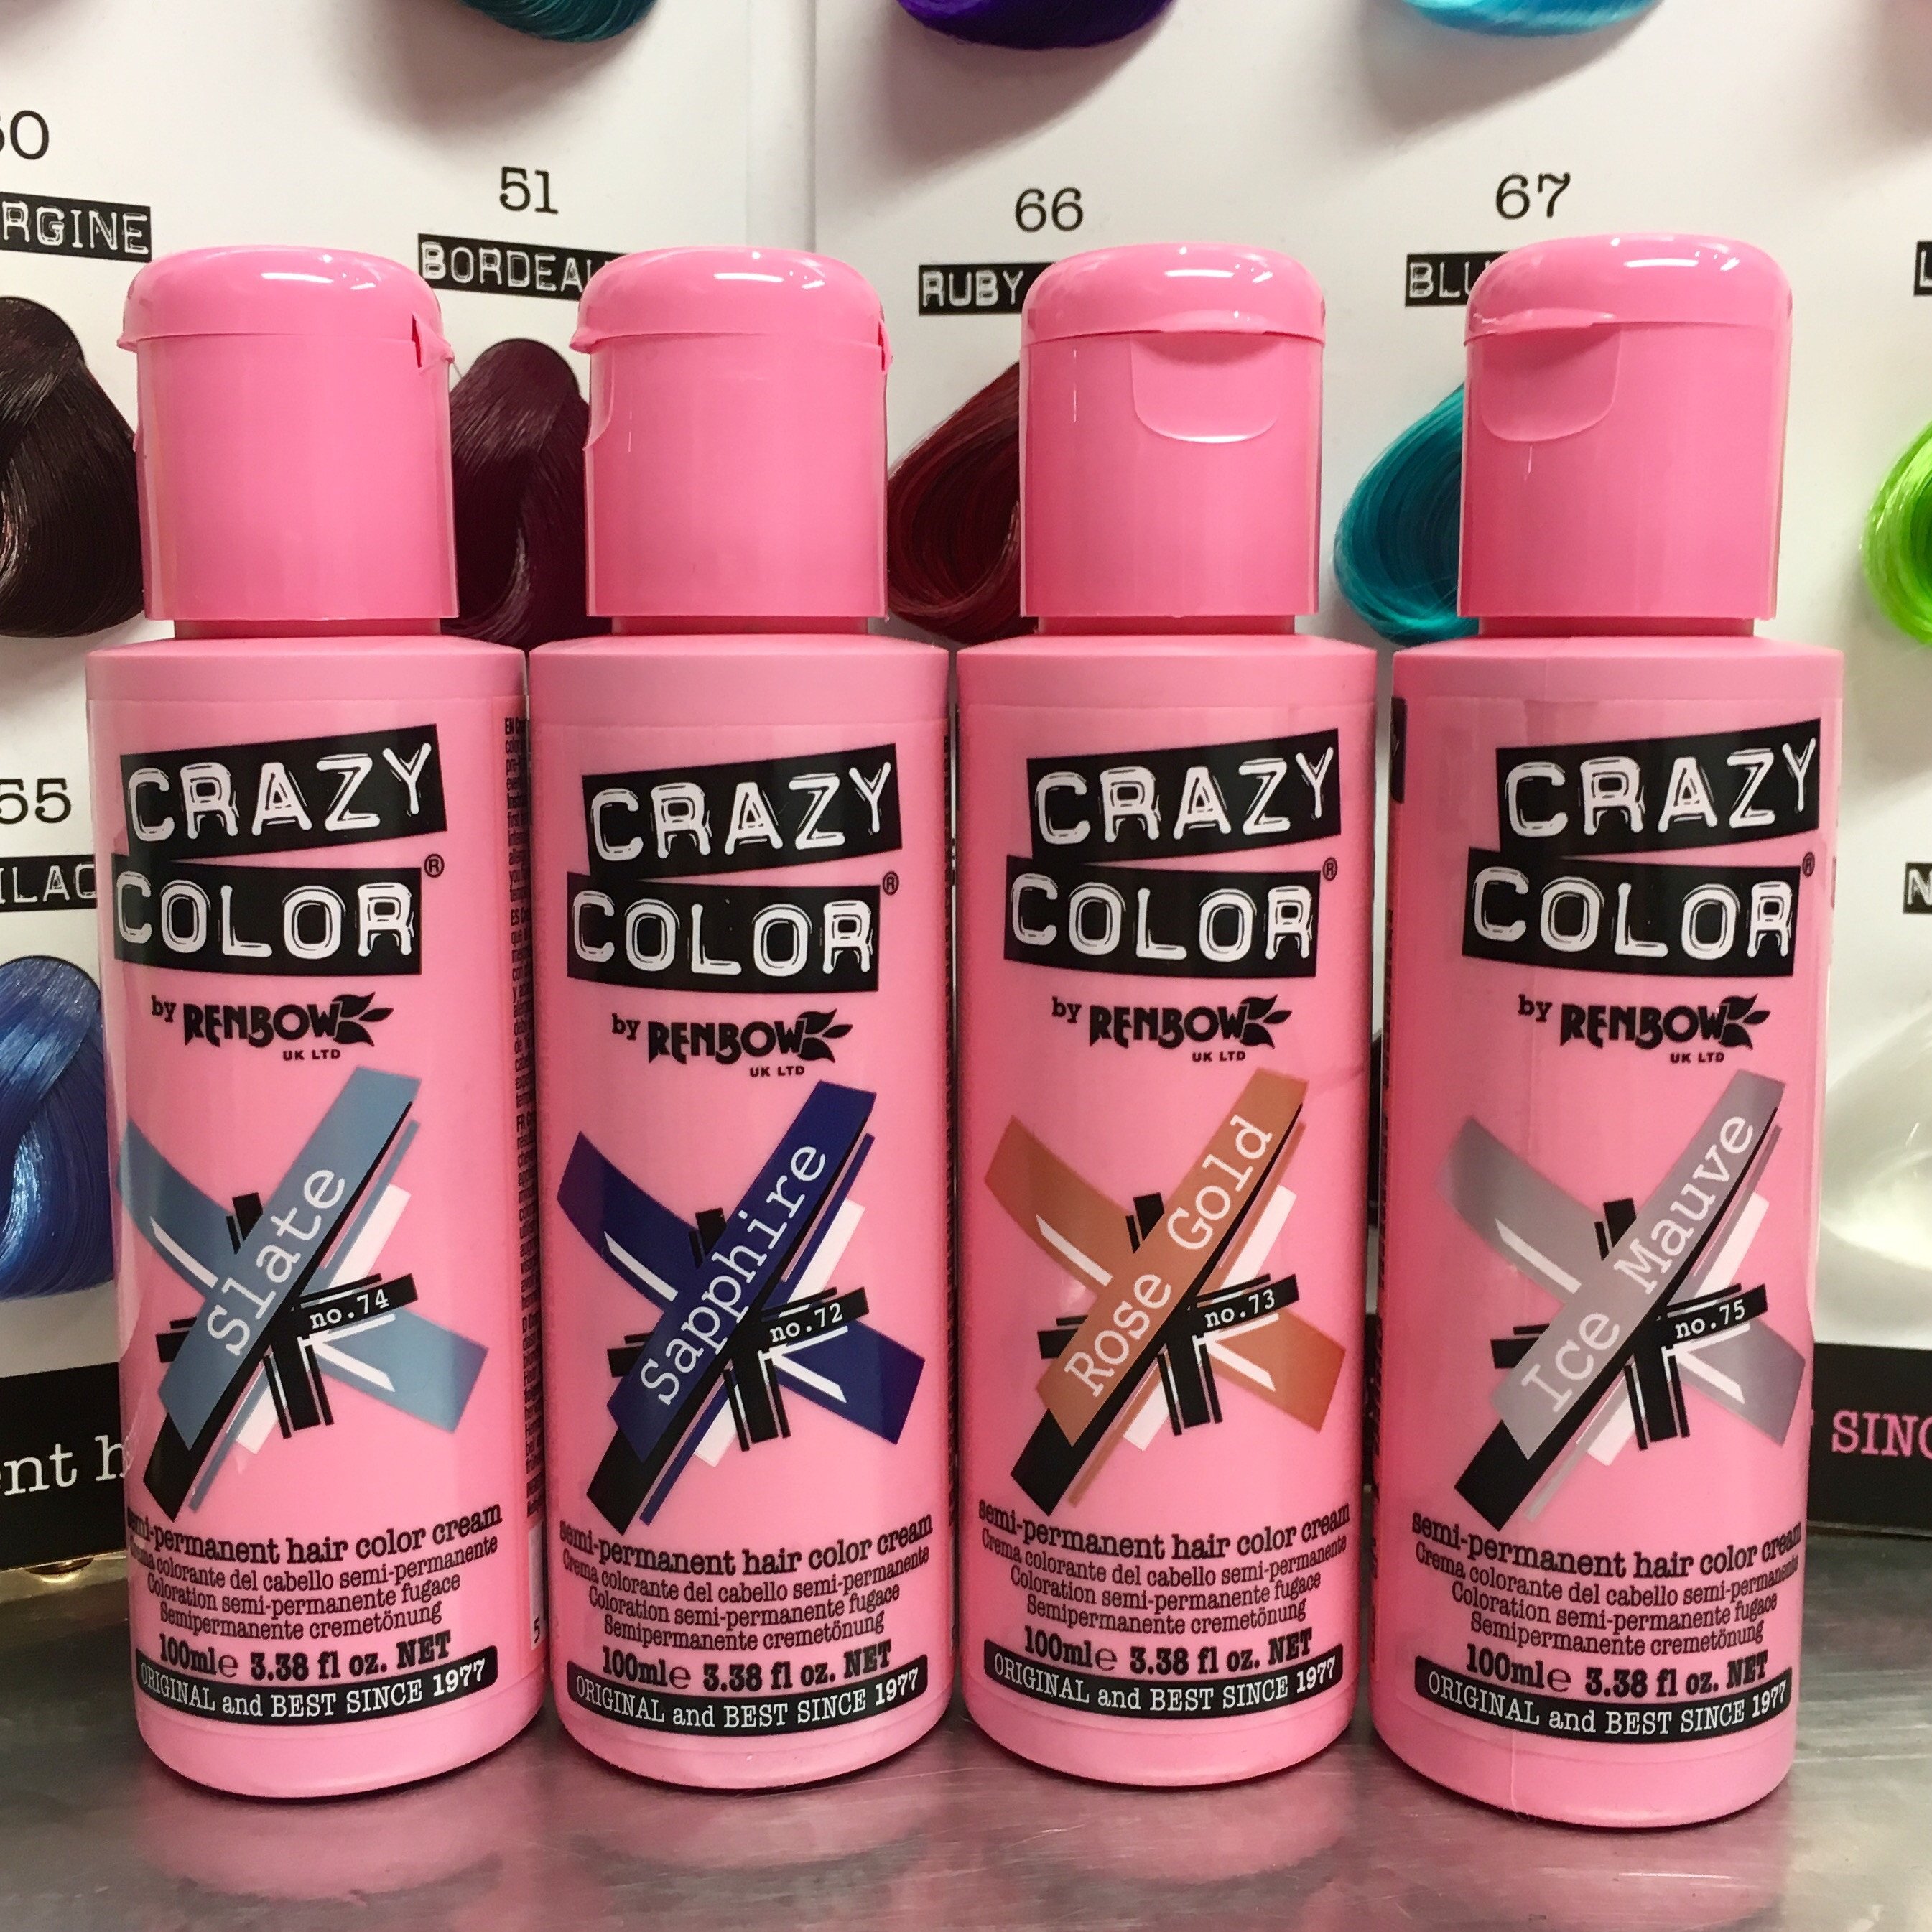 51
66
67
BORDEAU
RUBY
55
CRAZY
COLOR®
by RENBOW
UK LTD
Slate
no.74
semi-permanent hair color cream
Crema colorante del cabello semi-permanente
Coloration semi-permanente fugace
Semipermanente cremetönung
100ml℮ 3.38 fl oz. NET
ORIGINAL and BEST SINCE 1977
CRAZY
COLOR®
by RENBOW
UK LTD
Sapphire
no.72
semi-permanent hair color cream
Crema colorante del cabello semi-permanente
Coloration semi-permanente fugace
Semipermanente cremetönung
100ml℮ 3.38 fl oz. NET
ORIGINAL and BEST SINCE 1977
CRAZY
COLOR®
by RENBOW
UK LTD
Rose Gold
no.73
semi-permanent hair color cream
Crema colorante del cabello semi-permanente
Coloration semi-permanente fugace
Semipermanente cremetönung
100ml℮ 3.38 fl oz. NET
ORIGINAL and BEST SINCE 1977
CRAZY
COLOR®
by RENBOW
UK LTD
Ice Mauve
no.75
semi-permanent hair color cream
Crema colorante del cabello semi-permanente
Coloration semi-permanente fugace
Semipermanente cremetönung
100ml℮ 3.38 fl oz. NET
ORIGINAL and BEST SINCE 1977